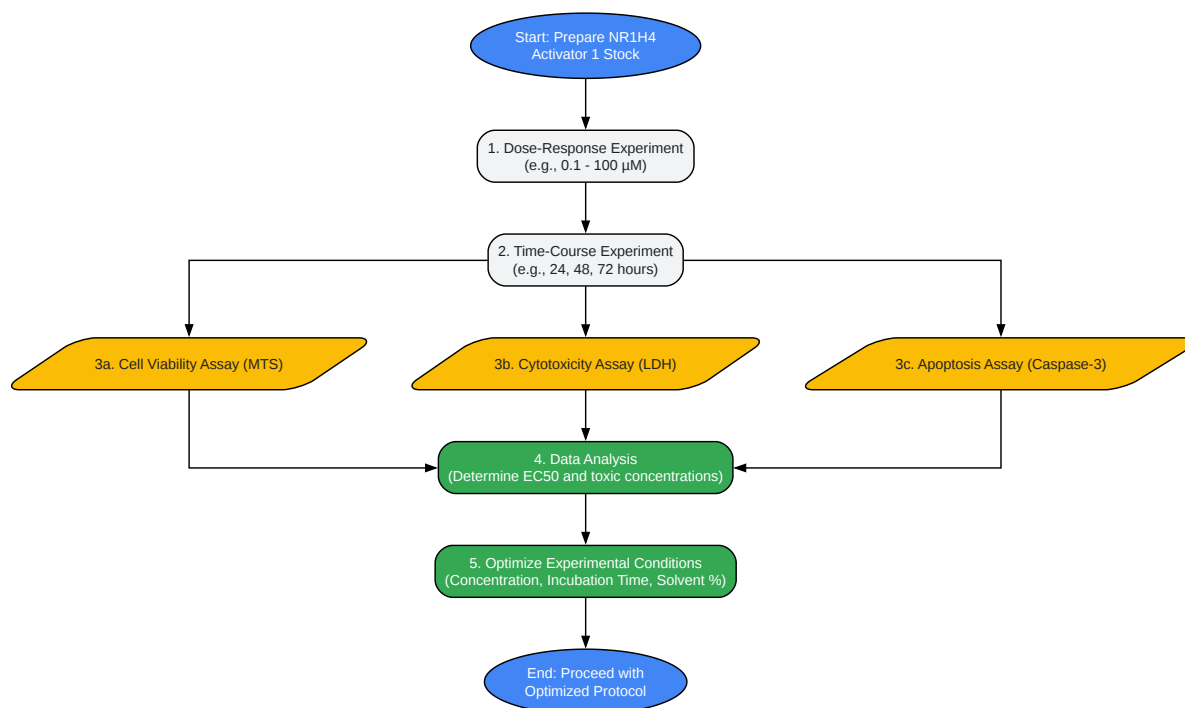 Start: Prepare NR1H4
Activator 1 Stock
1. Dose-Response Experiment
(e.g., 0.1 - 100 µM)
2. Time-Course Experiment
(e.g., 24, 48, 72 hours)
3a. Cell Viability Assay (MTS)
3b. Cytotoxicity Assay (LDH)
3c. Apoptosis Assay (Caspase-3)
4. Data Analysis
(Determine EC50 and toxic concentrations)
5. Optimize Experimental Conditions
(Concentration, Incubation Time, Solvent %)
End: Proceed with
Optimized Protocol